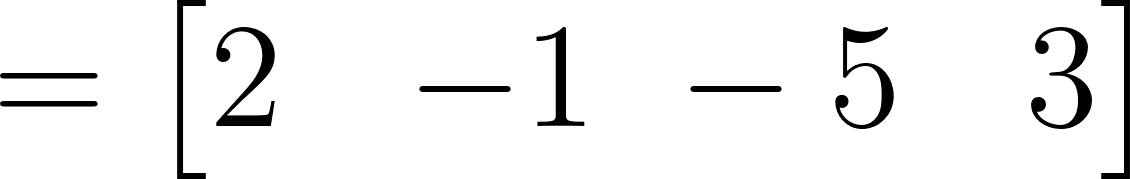 = [2 −1 − 5 3]